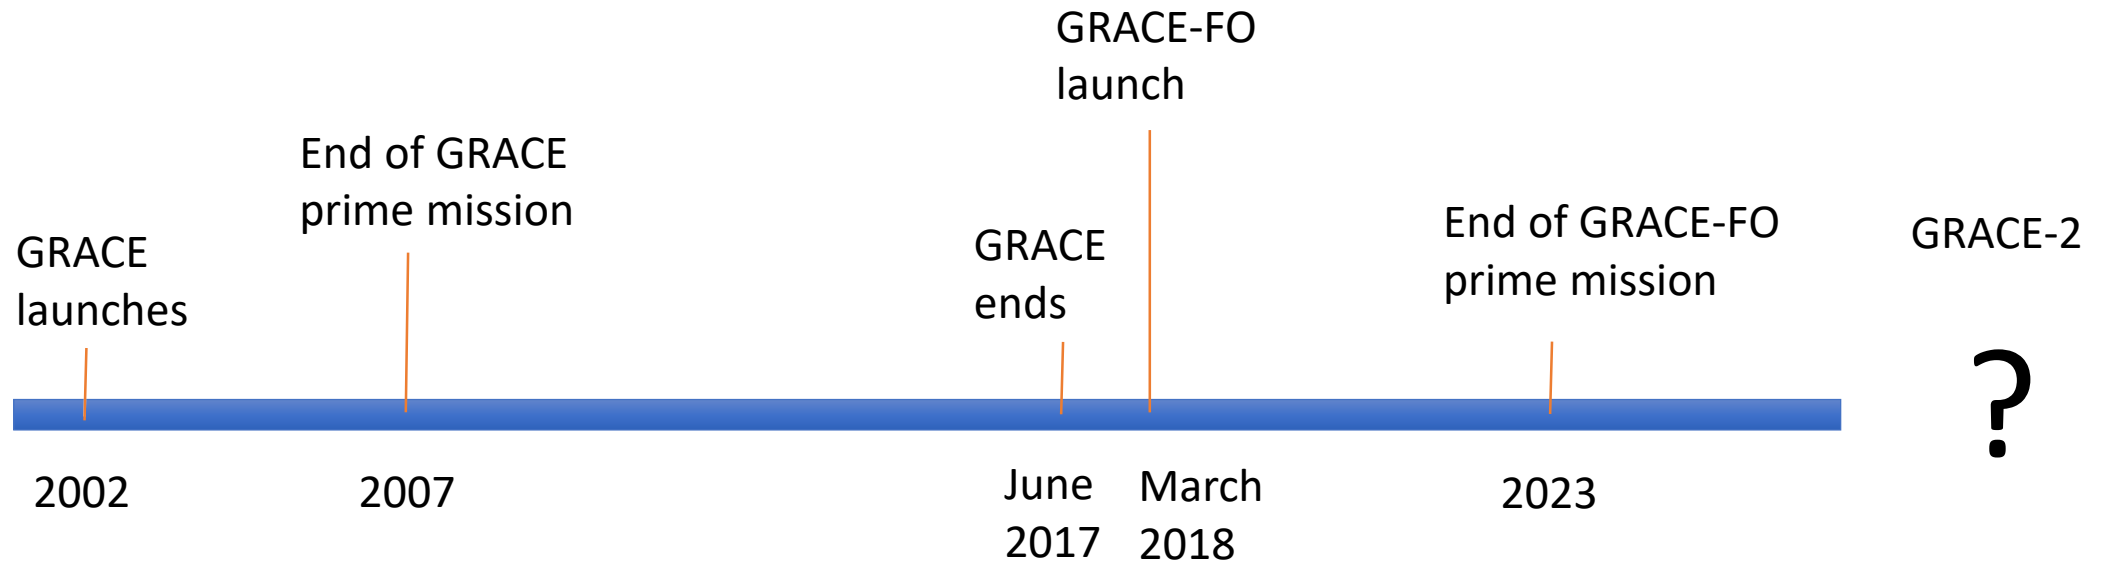 GRACE
launches
End of GRACE
prime mission
GRACE
ends
GRACE-FO
launch
End of GRACE-FO
prime mission
GRACE-2
?
2002
2007
June
2017
March
2018
2023